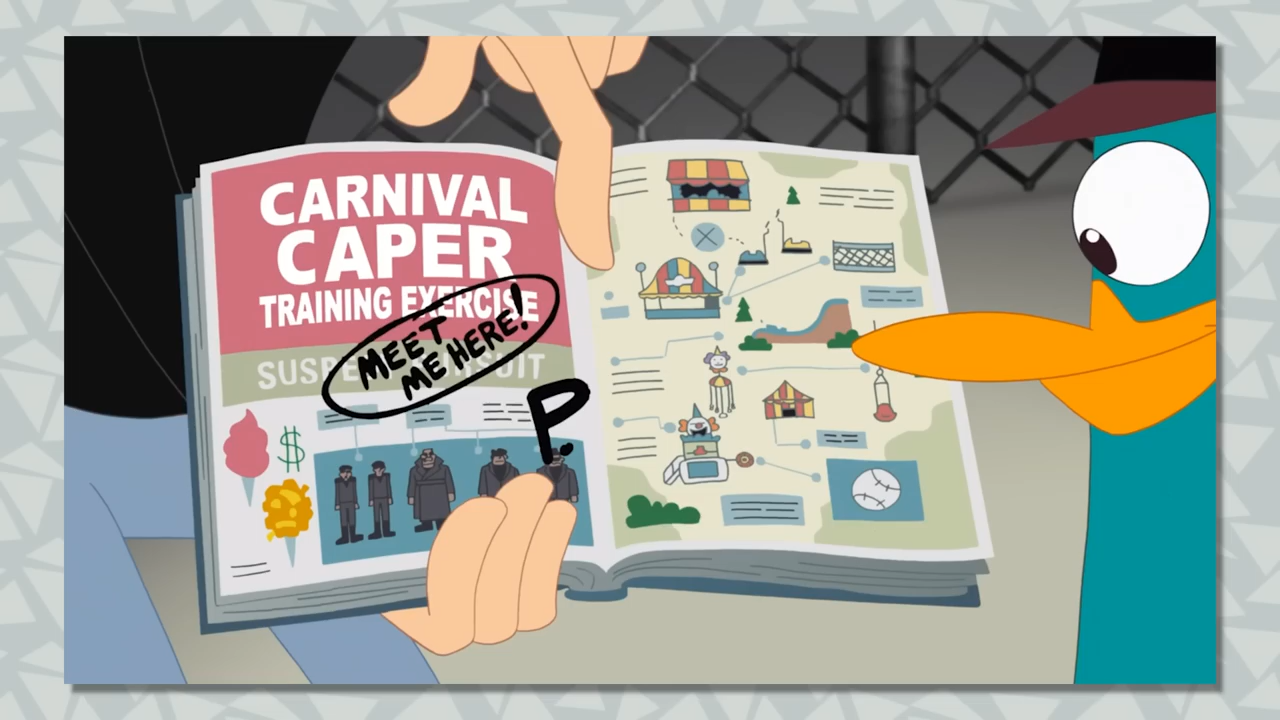 CARNIVAL
CAPER
TRAINING EXERCISE
MEET
ME HERE!
P.
$